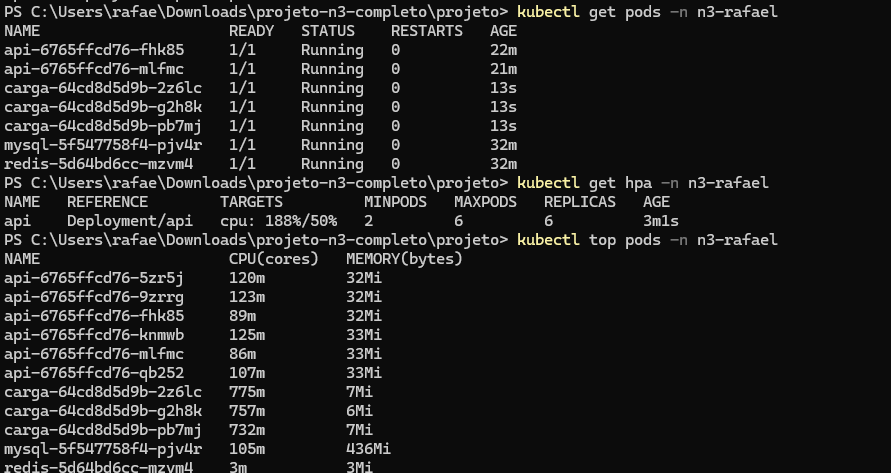 PS C:\Users\rafae\Downloads\projeto-n3-completo\projeto> kubectl get pods -n n3-rafael
NAME READY STATUS RESTARTS AGE
api-6765ffcd76-fhk85 1/1 Running 0 22m
api-6765ffcd76-mlfmc 1/1 Running 0 21m
carga-64cd8d5d9b-2z6lc 1/1 Running 0 13s
carga-64cd8d5d9b-g2h8k 1/1 Running 0 13s
carga-64cd8d5d9b-pb7mj 1/1 Running 0 13s
mysql-5f547758f4-pjv4r 1/1 Running 0 32m
redis-5d64bd6cc-mzvm4 1/1 Running 0 32m
PS C:\Users\rafae\Downloads\projeto-n3-completo\projeto> kubectl get hpa -n n3-rafael
NAME REFERENCE TARGETS MINPODS MAXPODS REPLICAS AGE
api Deployment/api cpu: 188%/50% 2 6 6 3m1s
PS C:\Users\rafae\Downloads\projeto-n3-completo\projeto> kubectl top pods -n n3-rafael
NAME CPU(cores) MEMORY(bytes)
api-6765ffcd76-5zr5j 120m 32Mi
api-6765ffcd76-9zrrg 123m 32Mi
api-6765ffcd76-fhk85 89m 32Mi
api-6765ffcd76-knmwb 125m 33Mi
api-6765ffcd76-mlfmc 86m 33Mi
api-6765ffcd76-qb252 107m 33Mi
carga-64cd8d5d9b-2z6lc 775m 7Mi
carga-64cd8d5d9b-g2h8k 757m 6Mi
carga-64cd8d5d9b-pb7mj 732m 7Mi
mysql-5f547758f4-pjv4r 105m 436Mi
redis-5d64bd6cc-mzvm4 3m 3Mi